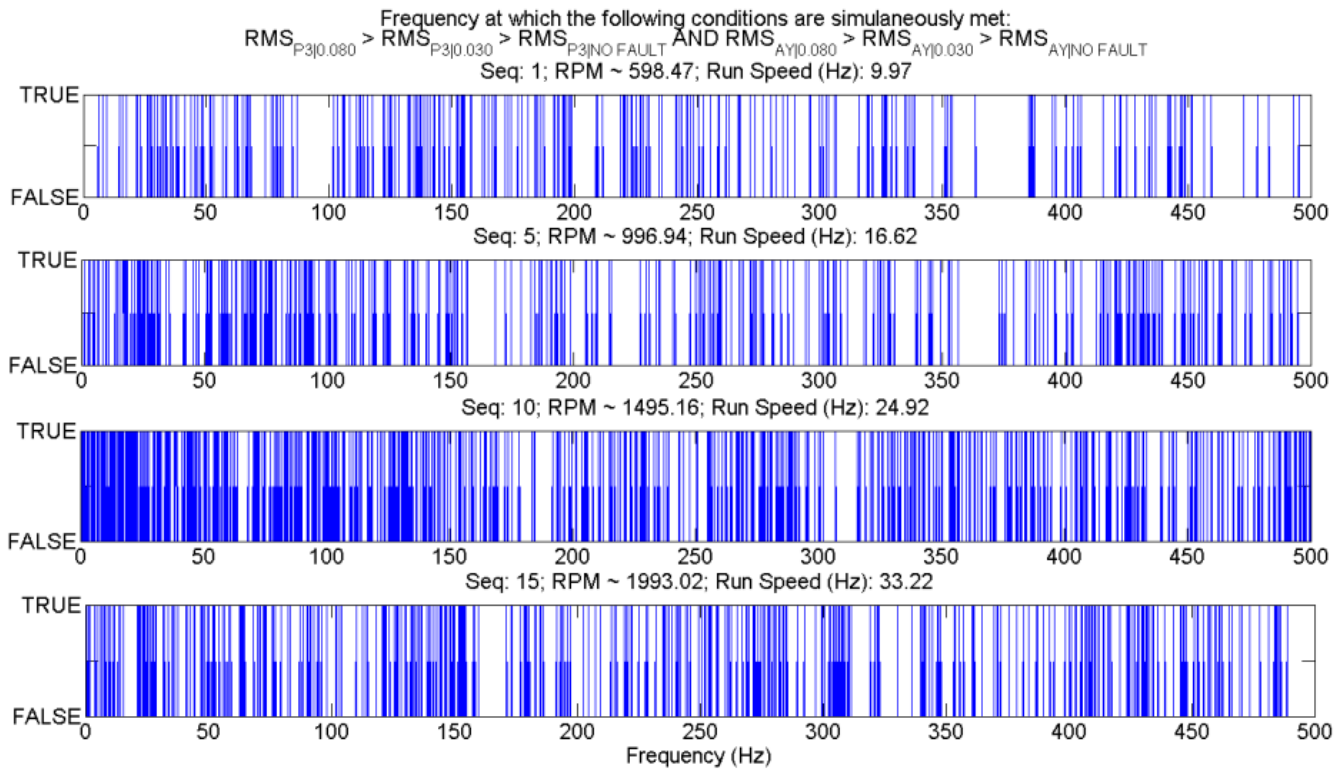 Frequency at which the following conditions are simulaneously met:
RMS_P3|0.080 > RMS_P3|0.030 > RMS_P3|NO FAULT AND RMS_AY|0.080 > RMS_AY|0.030 > RMS_AY|NO FAULT
Seq: 1; RPM ~ 598.47; Run Speed (Hz): 9.97
TRUE
FALSE
0 50 100 150 200 250 300 350 400 450 500
Seq: 5; RPM ~ 996.94; Run Speed (Hz): 16.62
TRUE
FALSE
0 50 100 150 200 250 300 350 400 450 500
Seq: 10; RPM ~ 1495.16; Run Speed (Hz): 24.92
TRUE
FALSE
0 50 100 150 200 250 300 350 400 450 500
Seq: 15; RPM ~ 1993.02; Run Speed (Hz): 33.22
TRUE
FALSE
0 50 100 150 200 250 300 350 400 450 500
Frequency (Hz)